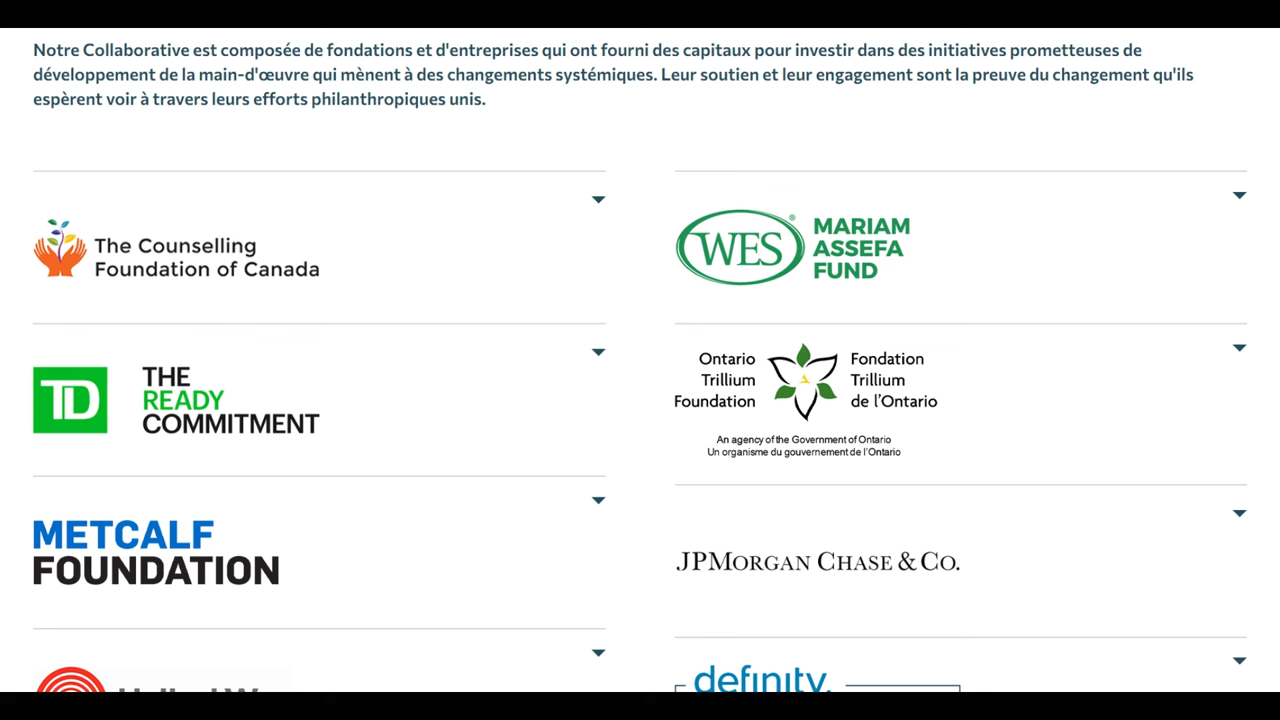 Notre Collaborative est composée de fondations et d'entreprises qui ont fourni des capitaux pour investir dans des initiatives prometteuses de
développement de la main-d'œuvre qui mènent à des changements systémiques. Leur soutien et leur engagement sont la preuve du changement qu'ils
espèrent voir à travers leurs efforts philanthropiques unis.
The Counselling
Foundation of Canada
WES®
MARIAM
ASSEFA
FUND
TD
THE
READY
COMMITMENT
Ontario
Trillium
Foundation
Fondation
Trillium
de l'Ontario
An agency of the Government of Ontario
Un organisme du gouvernement de l'Ontario
METCALF
FOUNDATION
JPMORGAN CHASE & CO.
definity.